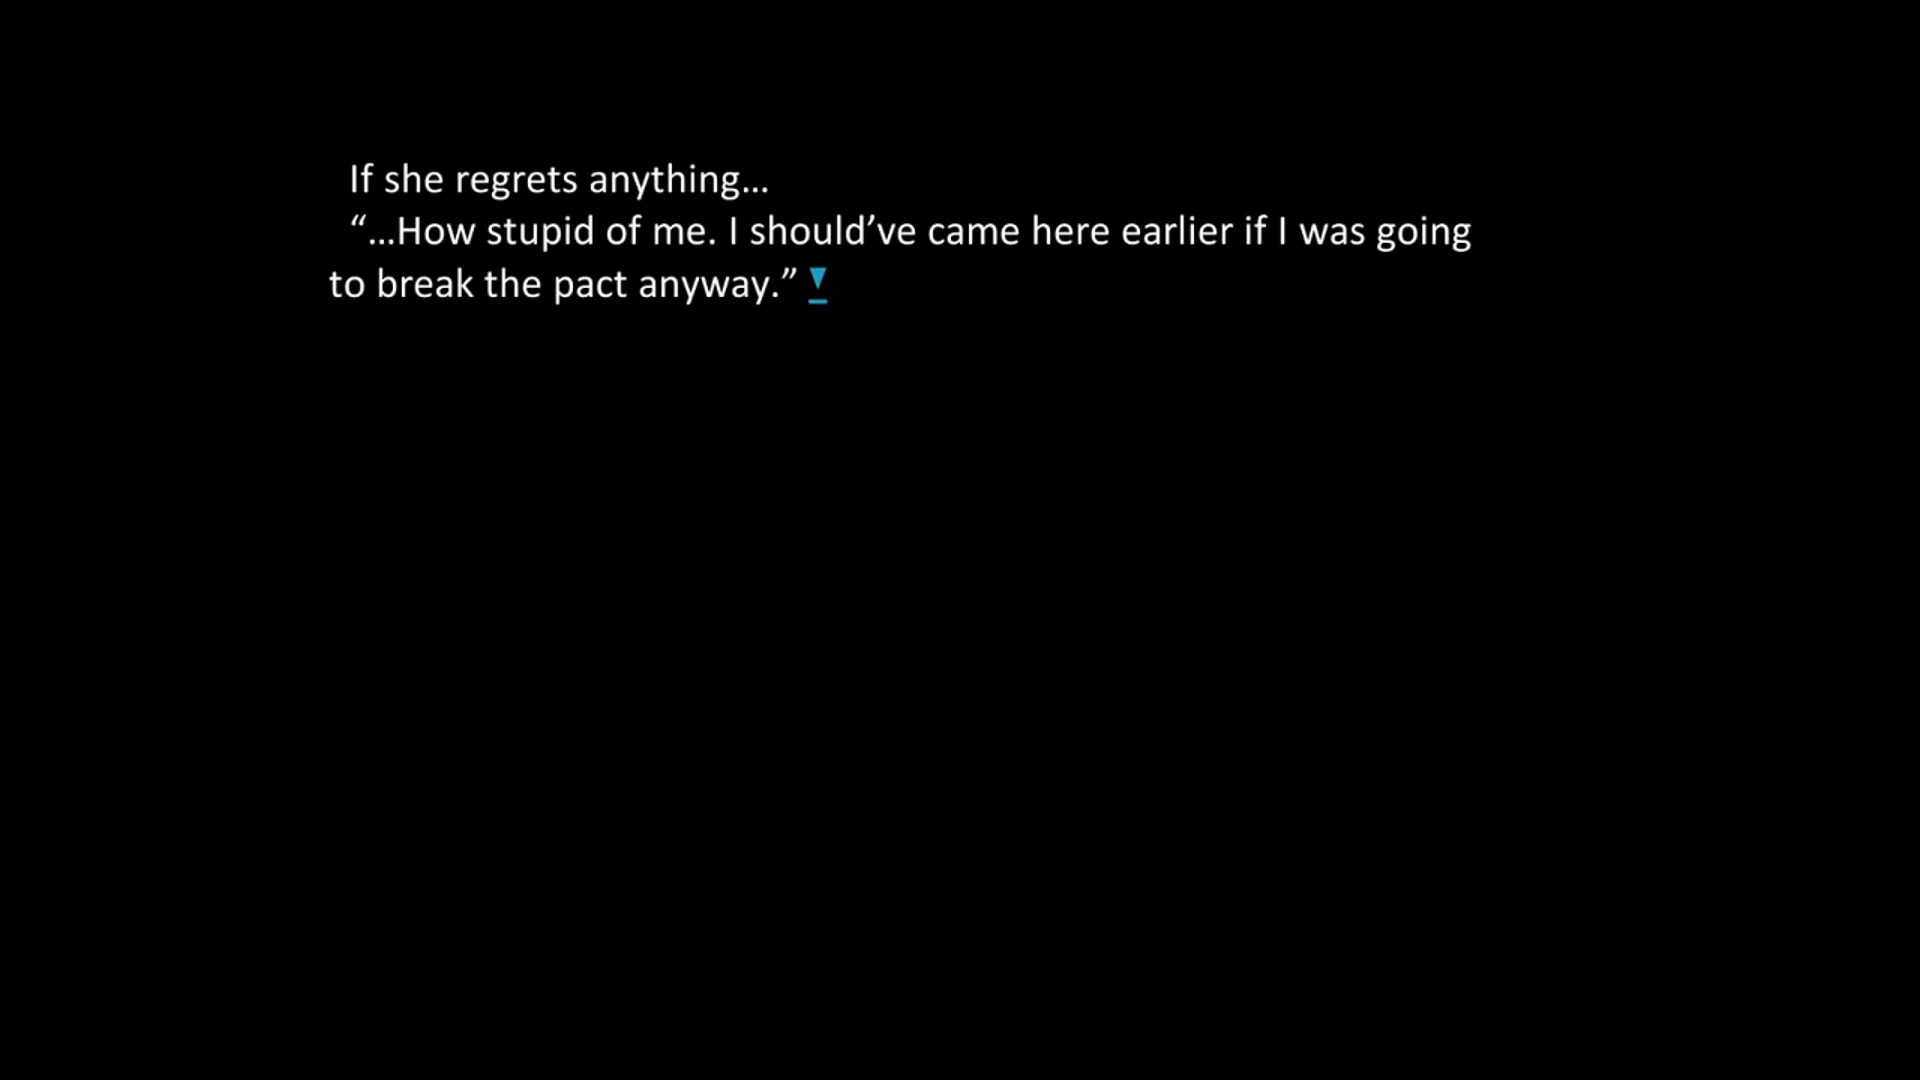 If she regrets anything…
“…How stupid of me. I should’ve came here earlier if I was going
to break the pact anyway.”